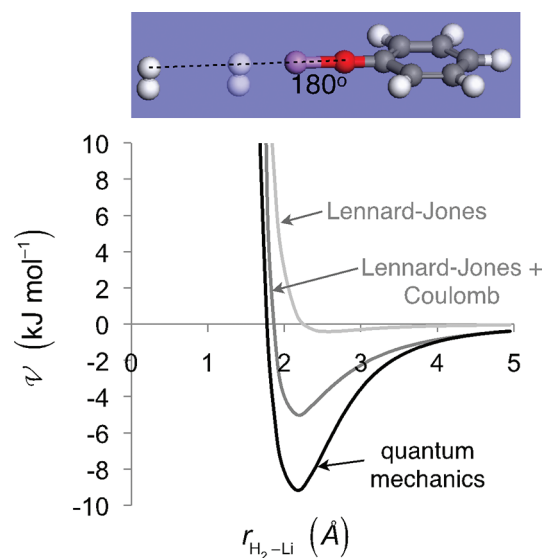 180°
10
8
6
4
2
0
-2
-4
-6
-8
-10
0 1 2 3 4 5
𝒱 (kJ mol⁻¹)
Lennard-Jones
Lennard-Jones +
Coulomb
quantum
mechanics
r_H₂–Li (Å)